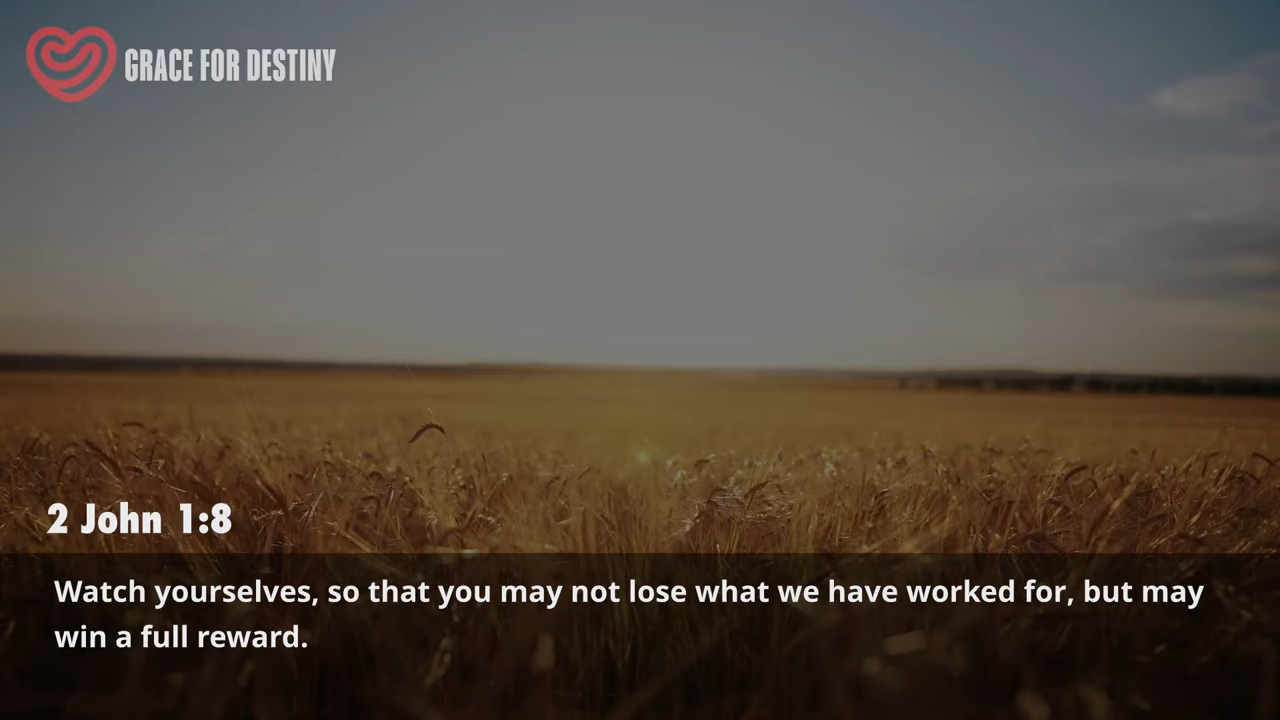 GRACE FOR DESTINY
2 John 1:8
Watch yourselves, so that you may not lose what we have worked for, but may
win a full reward.